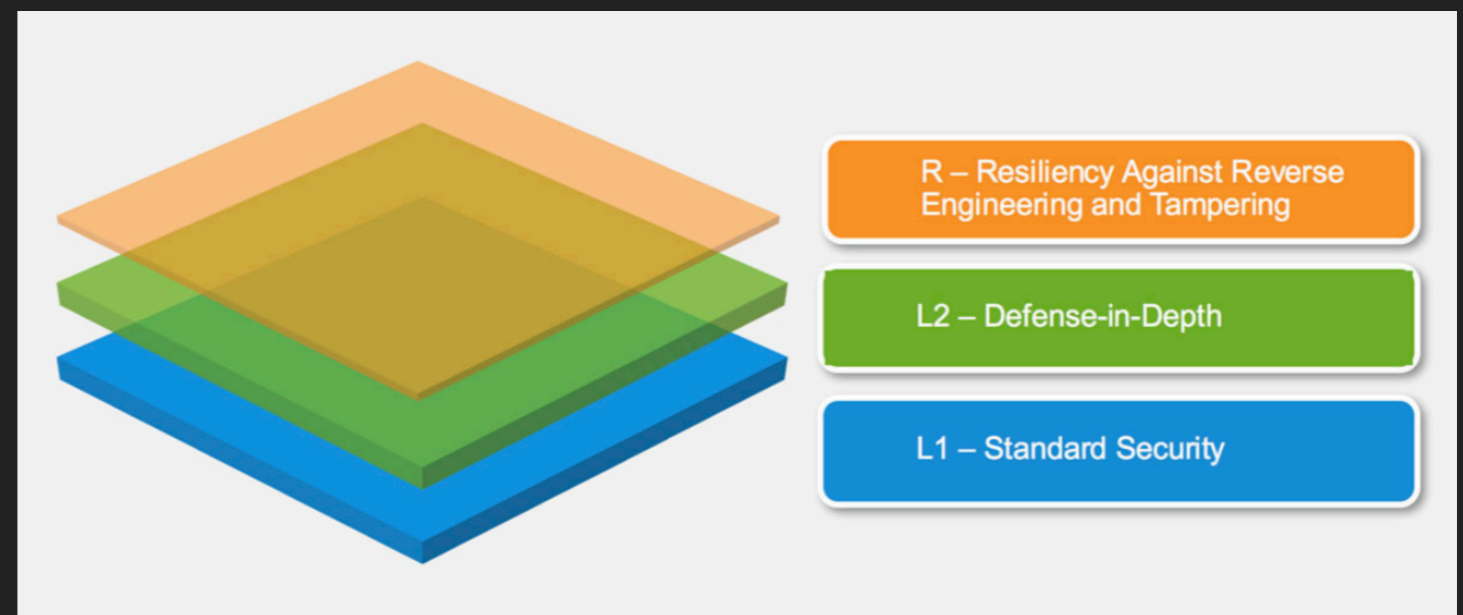 R – Resiliency Against Reverse
Engineering and Tampering
L2 – Defense-in-Depth
L1 – Standard Security